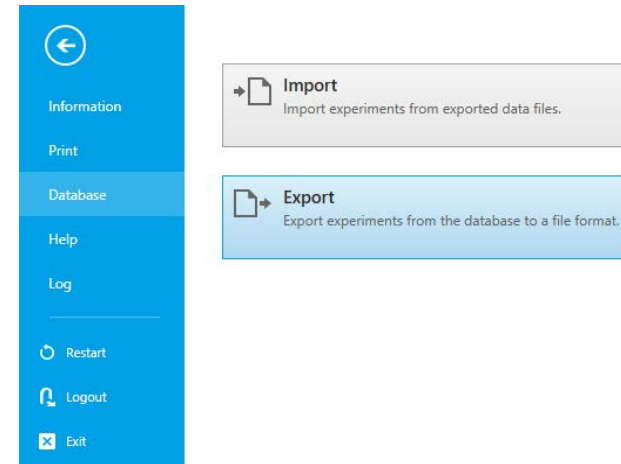 Information
Print
Database
Help
Log
Restart
Logout
Exit
Import
Import experiments from exported data files.
Export
Export experiments from the database to a file format.